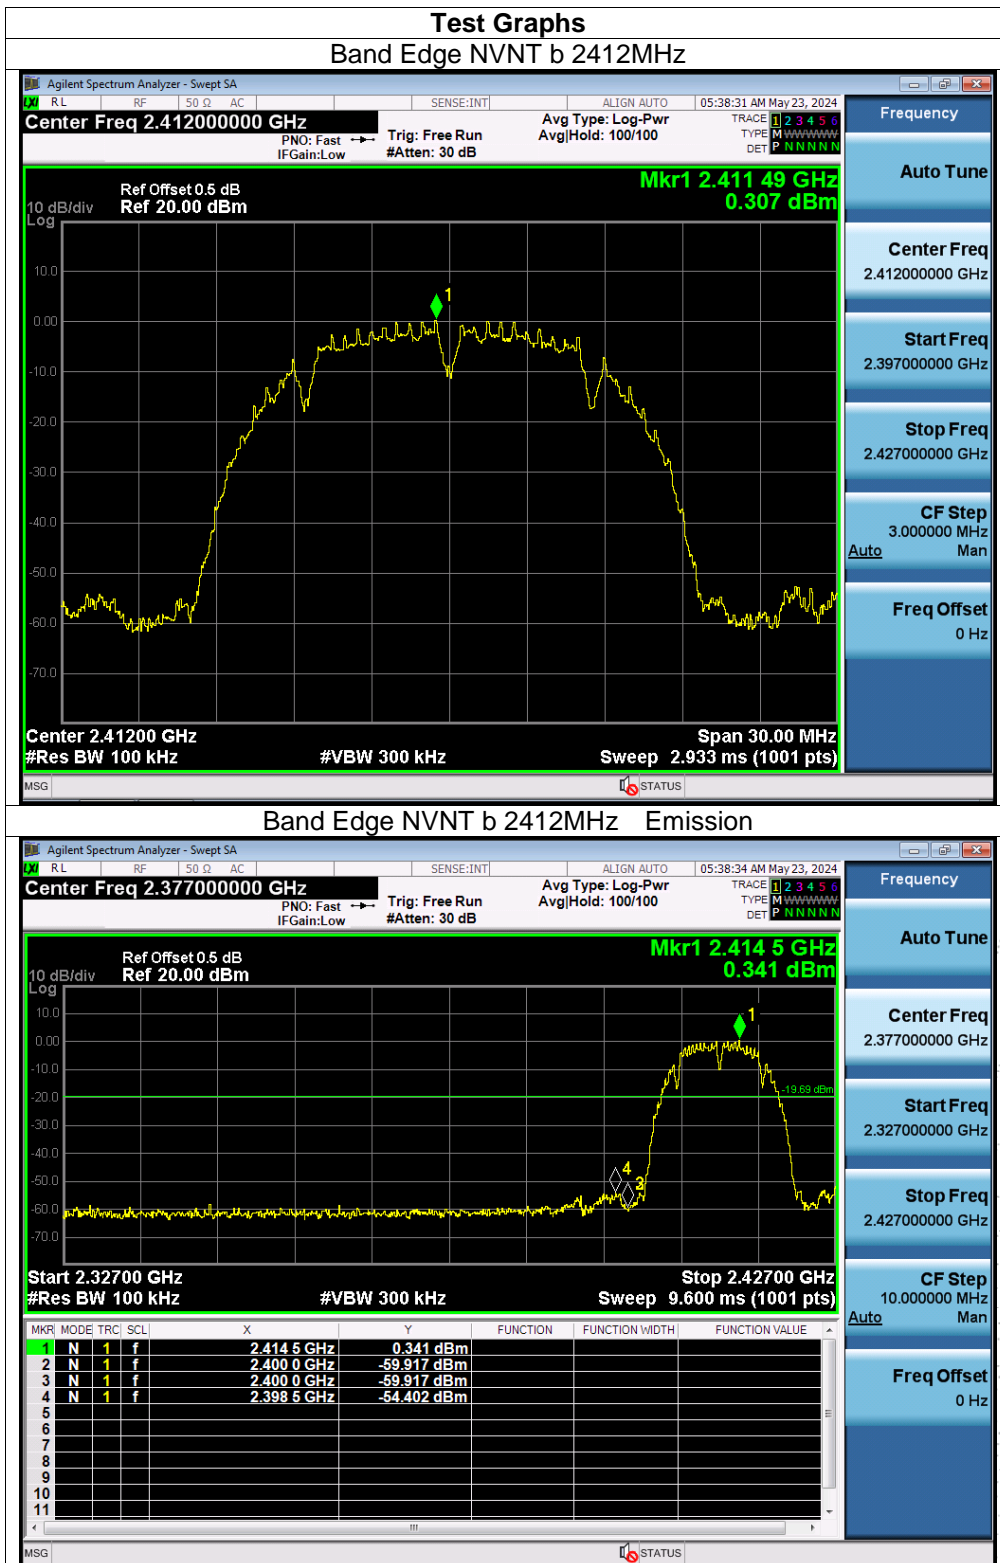 Test Graphs
Band Edge NVNT b 2412MHz
Agilent Spectrum Analyzer - Swept SA
LXI RL RF 50 Ω AC SENSE:INT ALIGN AUTO 05:38:31 AM May 23, 2024
Center Freq 2.412000000 GHz
PNO: Fast
IFGain:Low
Trig: Free Run
#Atten: 30 dB
Avg Type: Log-Pwr
Avg|Hold: 100/100
TRACE 1 2 3 4 5 6
TYPE M WWWWW
DET P N N N N N
Frequency
Auto Tune
Center Freq
2.412000000 GHz
Start Freq
2.397000000 GHz
Stop Freq
2.427000000 GHz
CF Step
3.000000 MHz
Auto Man
Freq Offset
0 Hz
Mkr1 2.411 49 GHz
0.307 dBm
Ref Offset 0.5 dB
10 dB/div Ref 20.00 dBm
Log
10.0
1
0.00
-10.0
-20.0
-30.0
-40.0
-50.0
-60.0
-70.0
Center 2.41200 GHz Span 30.00 MHz
#Res BW 100 kHz #VBW 300 kHz Sweep 2.933 ms (1001 pts)
MSG STATUS
Band Edge NVNT b 2412MHz Emission
Agilent Spectrum Analyzer - Swept SA
LXI RL RF 50 Ω AC SENSE:INT ALIGN AUTO 05:38:34 AM May 23, 2024
Center Freq 2.377000000 GHz
PNO: Fast
IFGain:Low
Trig: Free Run
#Atten: 30 dB
Avg Type: Log-Pwr
Avg|Hold: 100/100
TRACE 1 2 3 4 5 6
TYPE M WWWWW
DET P N N N N N
Frequency
Auto Tune
Center Freq
2.377000000 GHz
Start Freq
2.327000000 GHz
Stop Freq
2.427000000 GHz
CF Step
10.000000 MHz
Auto Man
Freq Offset
0 Hz
Mkr1 2.414 5 GHz
0.341 dBm
Ref Offset 0.5 dB
10 dB/div Ref 20.00 dBm
Log
10.0
1
0.00
-10.0
-19.69 dBm
-20.0
-30.0
-40.0
4
-50.0
3
-60.0
-70.0
Start 2.32700 GHz Stop 2.42700 GHz
#Res BW 100 kHz #VBW 300 kHz Sweep 9.600 ms (1001 pts)
MKR MODE TRC SCL X Y FUNCTION FUNCTION WIDTH FUNCTION VALUE
1 N 1 f 2.414 5 GHz 0.341 dBm
2 N 1 f 2.400 0 GHz -59.917 dBm
3 N 1 f 2.400 0 GHz -59.917 dBm
4 N 1 f 2.398 5 GHz -54.402 dBm
5
6
7
8
9
10
11
MSG STATUS